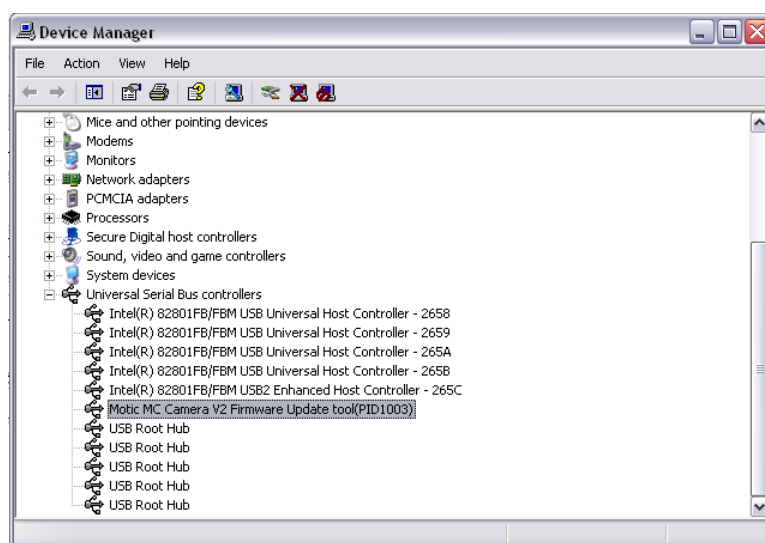 Device Manager
File Action View Help
Mice and other pointing devices
Modems
Monitors
Network adapters
PCMCIA adapters
Processors
Secure Digital host controllers
Sound, video and game controllers
System devices
Universal Serial Bus controllers
Intel(R) 82801FB/FBM USB Universal Host Controller - 2658
Intel(R) 82801FB/FBM USB Universal Host Controller - 2659
Intel(R) 82801FB/FBM USB Universal Host Controller - 265A
Intel(R) 82801FB/FBM USB Universal Host Controller - 265B
Intel(R) 82801FB/FBM USB2 Enhanced Host Controller - 265C
Motic MC Camera V2 Firmware Update tool(PID1003)
USB Root Hub
USB Root Hub
USB Root Hub
USB Root Hub
USB Root Hub